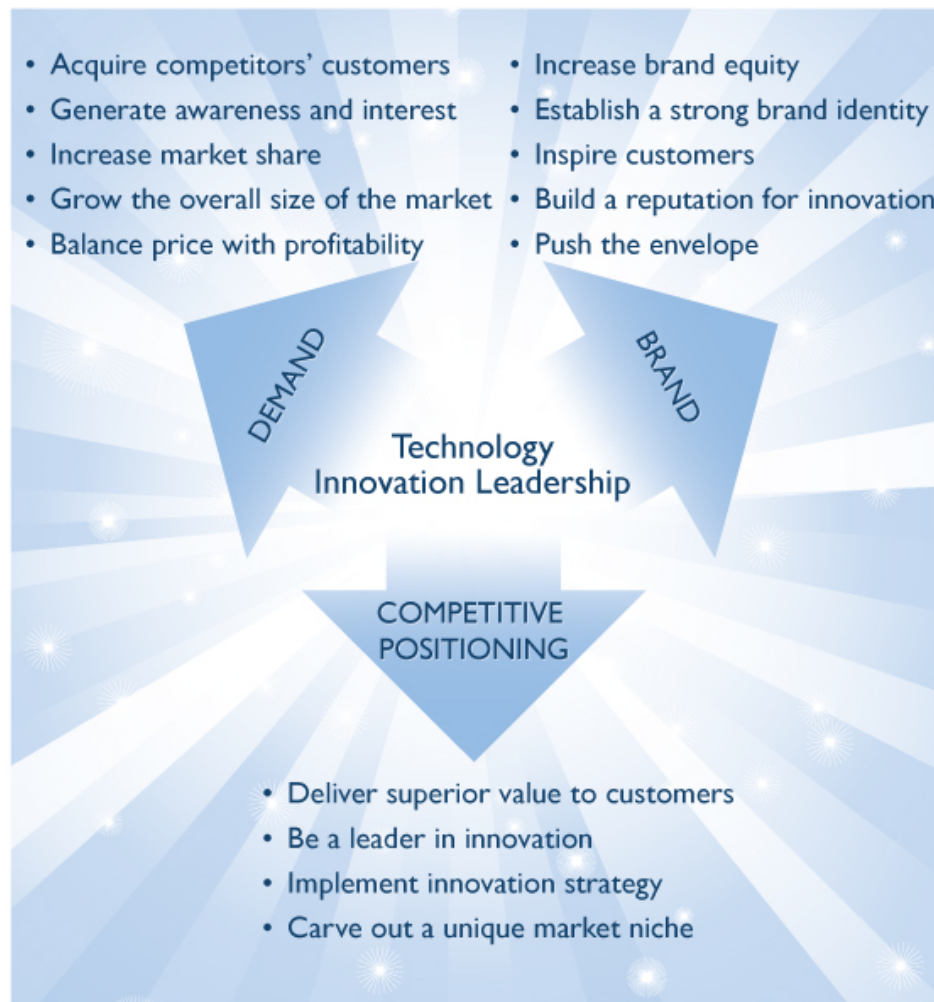 • Acquire competitors’ customers
• Generate awareness and interest
• Increase market share
• Grow the overall size of the market
• Balance price with profitability
• Increase brand equity
• Establish a strong brand identity
• Inspire customers
• Build a reputation for innovation
• Push the envelope
DEMAND
BRAND
Technology
Innovation Leadership
COMPETITIVE
POSITIONING
• Deliver superior value to customers
• Be a leader in innovation
• Implement innovation strategy
• Carve out a unique market niche